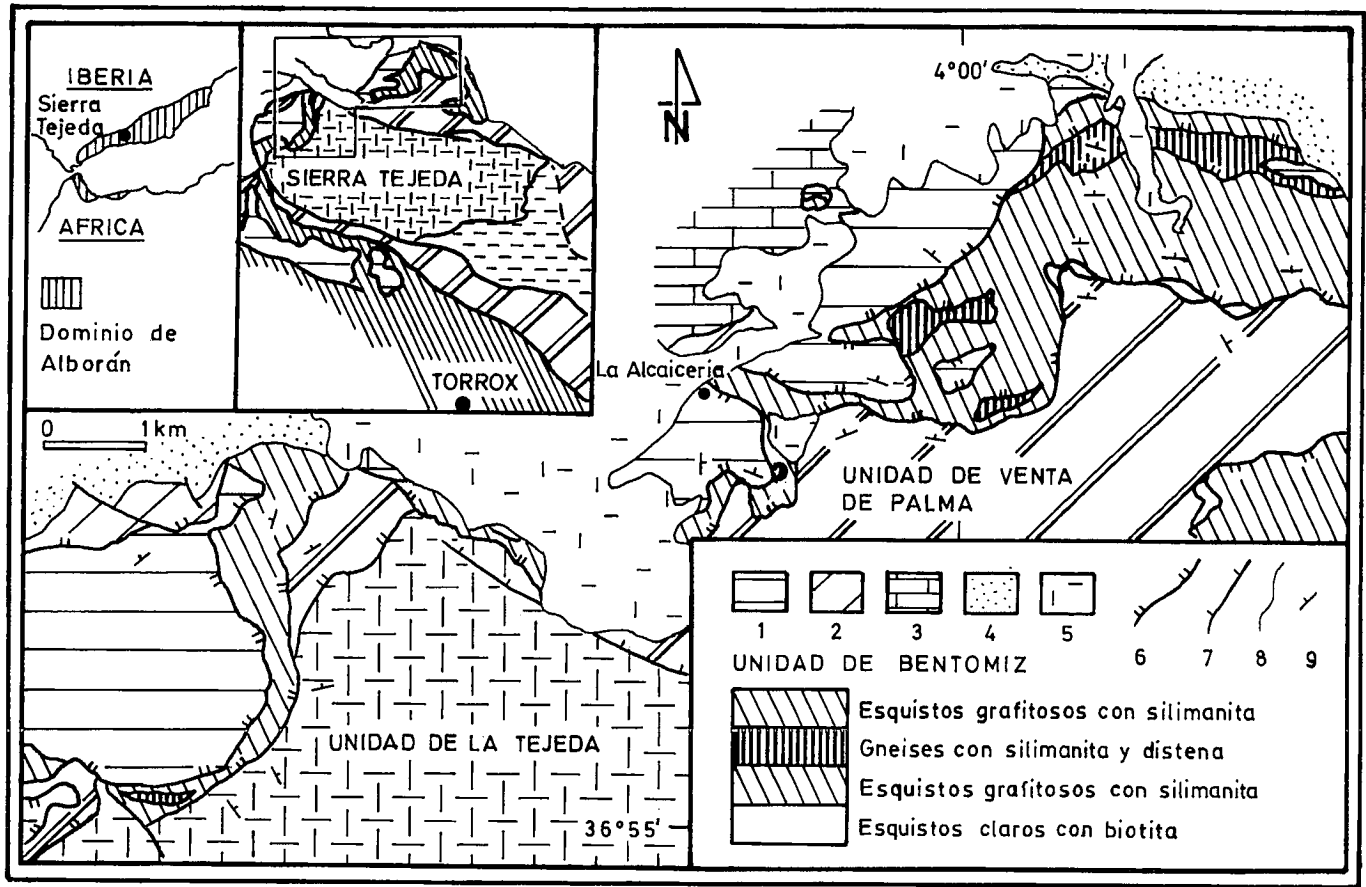 IBERIA
Sierra
Tejeda
AFRICA
Dominio de
Alborán
SIERRA TEJEDA
TORROX
N
4°00'
La Alcaicería
0 1km
UNIDAD DE VENTA
DE PALMA
UNIDAD DE LA TEJEDA
36°55'
1 2 3 4 5 6 7 8 9
UNIDAD DE BENTOMIZ
Esquistos grafitosos con silimanita
Gneises con silimanita y distena
Esquistos grafitosos con silimanita
Esquistos claros con biotita